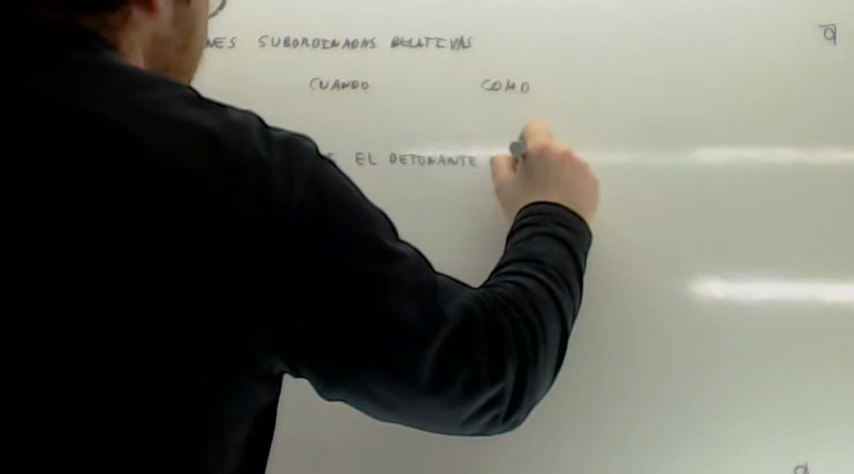 NES SUBORDINADAS RELATIVAS
CUANDO COMO
EL DETONANTE